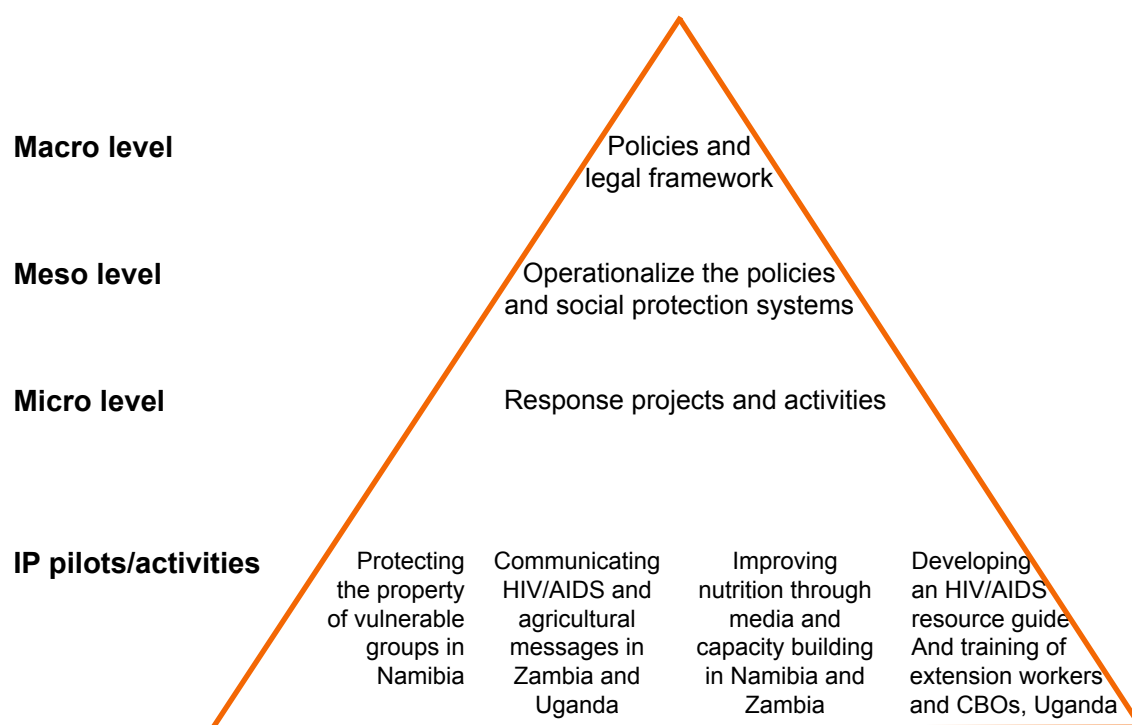 Macro level
Policies and
legal framework
Meso level
Operationalize the policies
and social protection systems
Micro level
Response projects and activities
IP pilots/activities
Protecting
the property
of vulnerable
groups in
Namibia
Communicating
HIV/AIDS and
agricultural
messages in
Zambia and
Uganda
Improving
nutrition through
media and
capacity building
in Namibia and
Zambia
Developing
an HIV/AIDS
resource guide
And training of
extension workers
and CBOs, Uganda